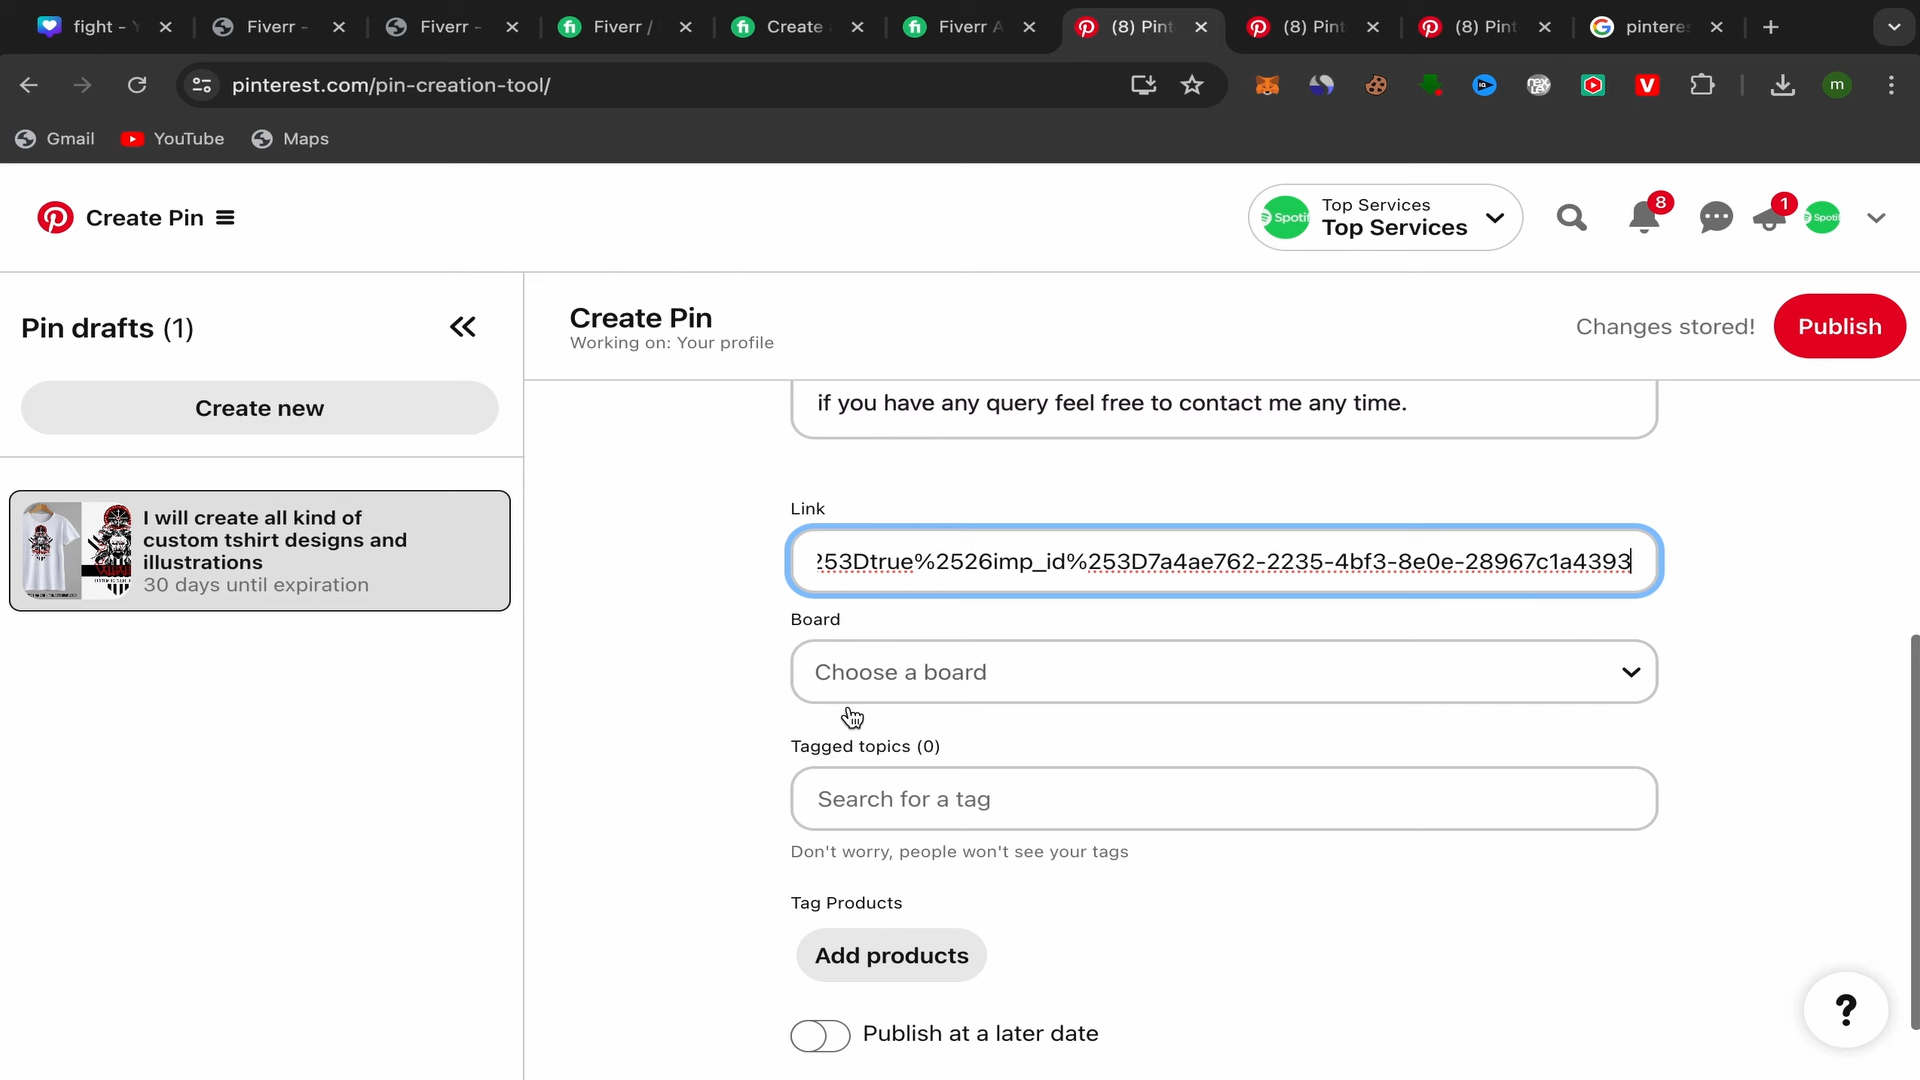 fight -
Fiverr -
Fiverr -
Fiverr /
Create
Fiverr A
(8) Pint
(8) Pint
(8) Pint
pinteres
pinterest.com/pin-creation-tool/
m
Gmail
YouTube
Maps
Create Pin
Spotif
Top Services
Top Services
8
1
Spotif
Pin drafts (1)
Create new
I will create all kind of
custom tshirt designs and
illustrations
30 days until expiration
Create Pin
Working on: Your profile
Changes stored!
Publish
if you have any query feel free to contact me any time.
Link
253Dtrue%2526imp_id%253D7a4ae762-2235-4bf3-8e0e-28967c1a4393
Board
Choose a board
Tagged topics (0)
Search for a tag
Don't worry, people won't see your tags
Tag Products
Add products
Publish at a later date
?